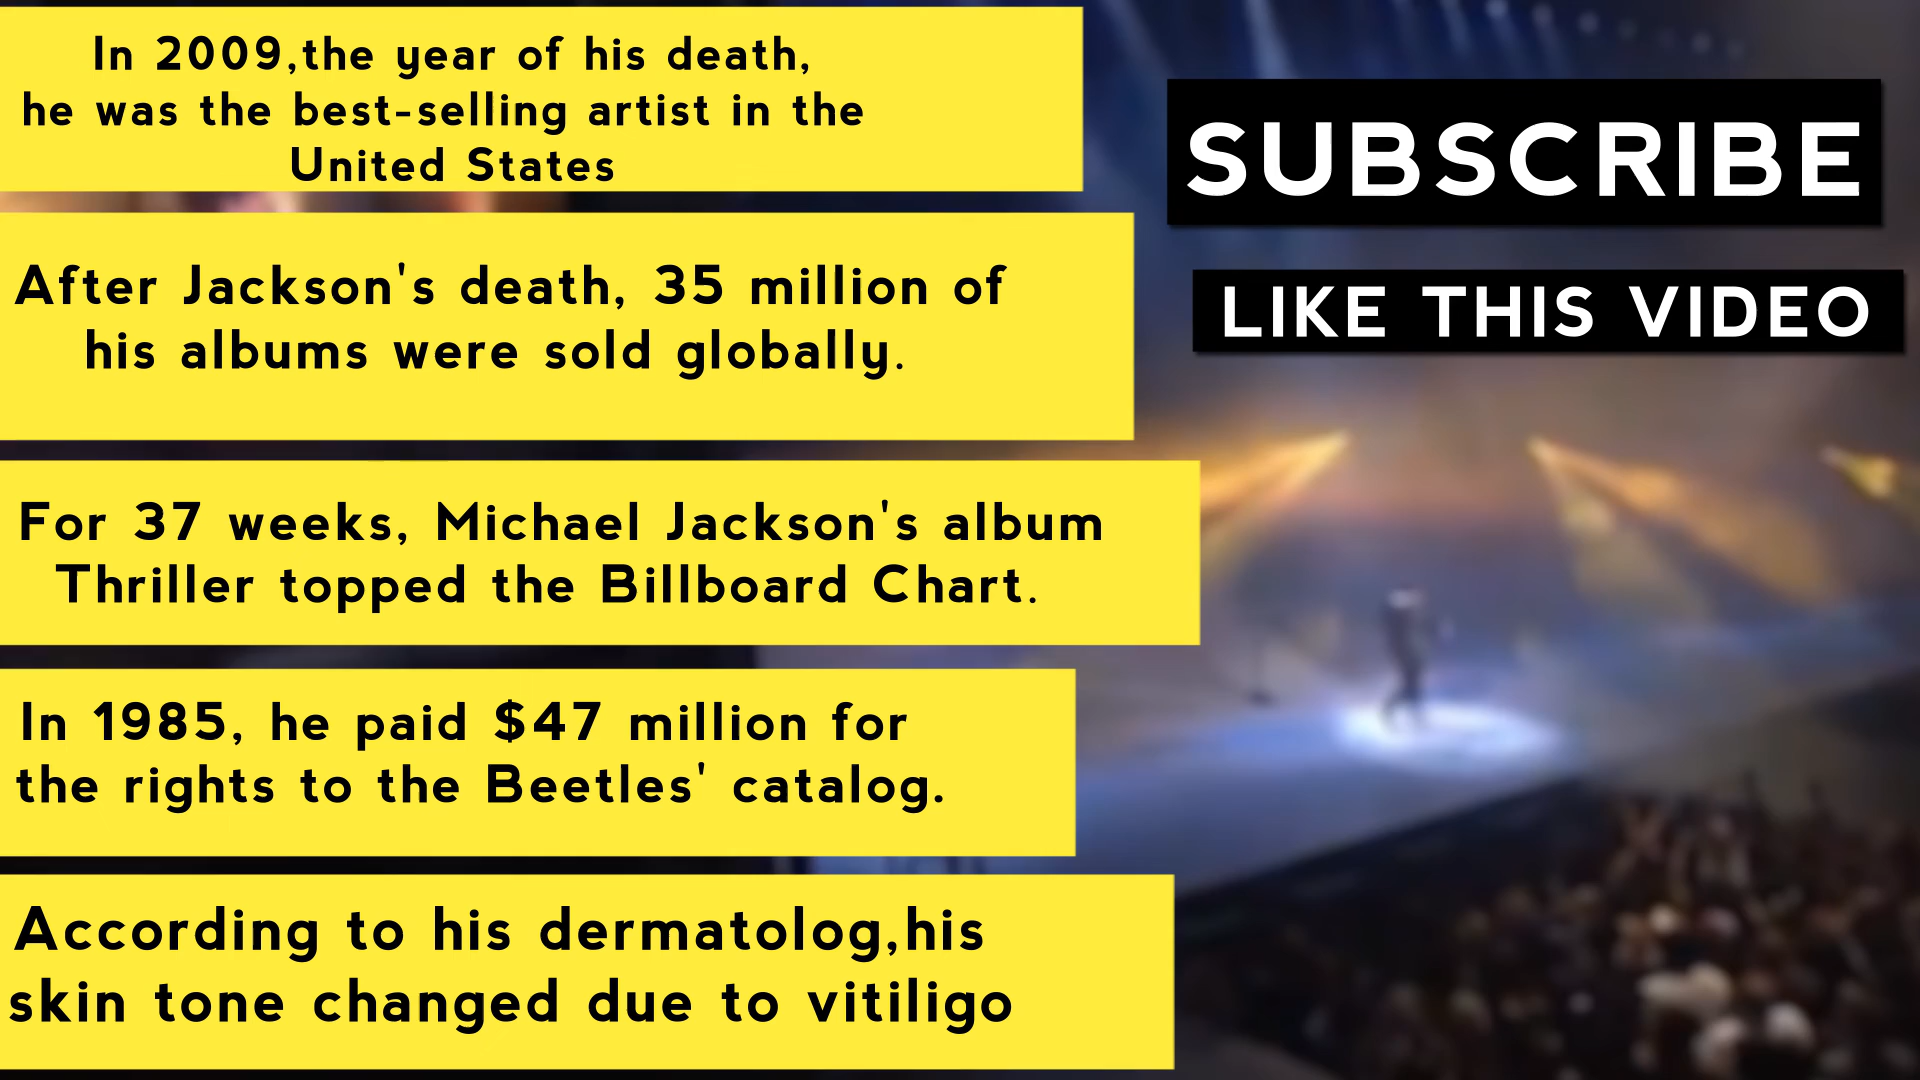 In 2009,the year of his death,
he was the best-selling artist in the
United States
After Jackson's death, 35 million of
his albums were sold globally.
For 37 weeks, Michael Jackson's album
Thriller topped the Billboard Chart.
In 1985, he paid $47 million for
the rights to the Beetles' catalog.
According to his dermatolog,his
skin tone changed due to vitiligo
SUBSCRIBE
LIKE THIS VIDEO